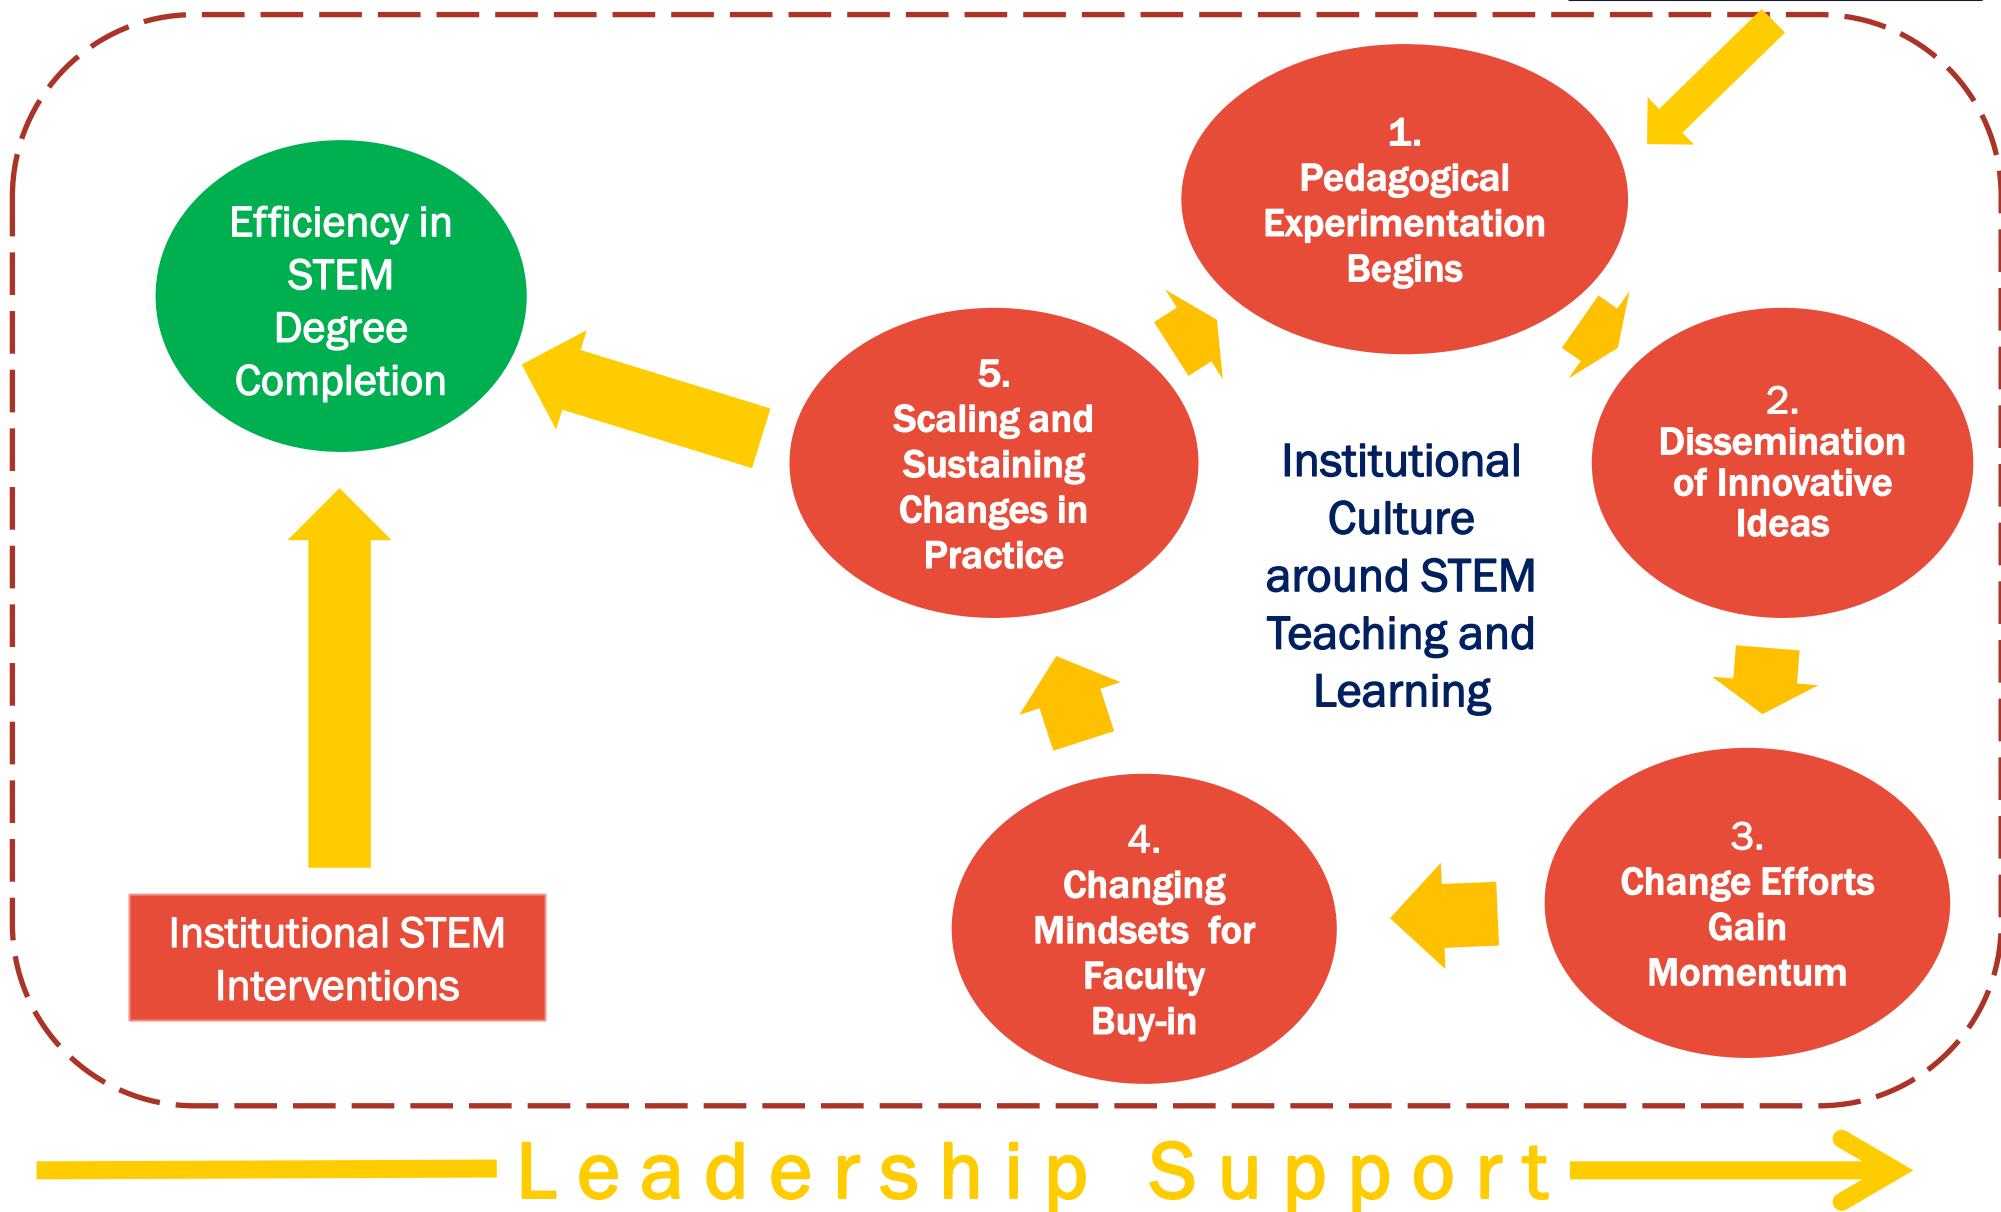 Efficiency in
STEM
Degree
Completion
Institutional STEM
Interventions
1.
Pedagogical
Experimentation
Begins
2.
Dissemination
of Innovative
Ideas
3.
Change Efforts
Gain
Momentum
4.
Changing
Mindsets for
Faculty
Buy-in
5.
Scaling and
Sustaining
Changes in
Practice
Institutional
Culture
around STEM
Teaching and
Learning
Leadership Support